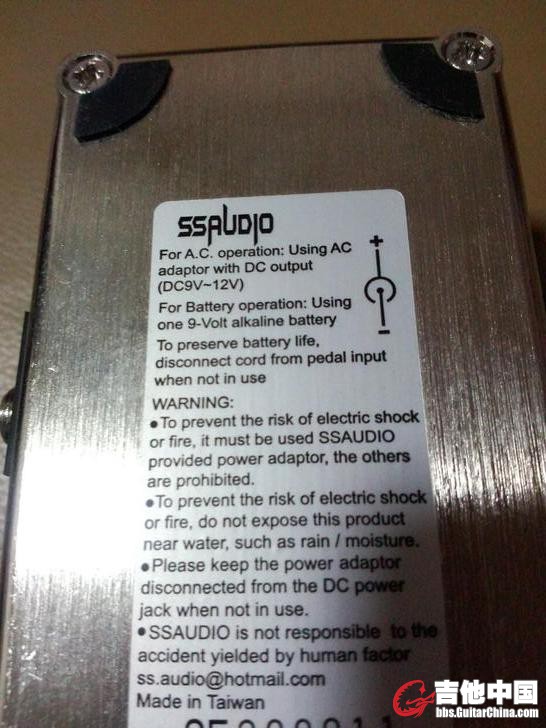 SSAUDIO
For A.C. operation: Using AC
adaptor with DC output
(DC9V~12V)
For Battery operation: Using
one 9-Volt alkaline battery
To preserve battery life,
disconnect cord from pedal input
when not in use
+
-
WARNING:
●To prevent the risk of electric shock
or fire, it must be used SSAUDIO
provided power adaptor, the others
are prohibited.
●To prevent the risk of electric shock
or fire, do not expose this product
near water, such as rain / moisture.
●Please keep the power adaptor
disconnected from the DC power
jack when not in use.
●SSAUDIO is not responsible to the
accident yielded by human factor
ss.audio@hotmail.com
Made in Taiwan
吉他中国
bbs.GuitarChina.com